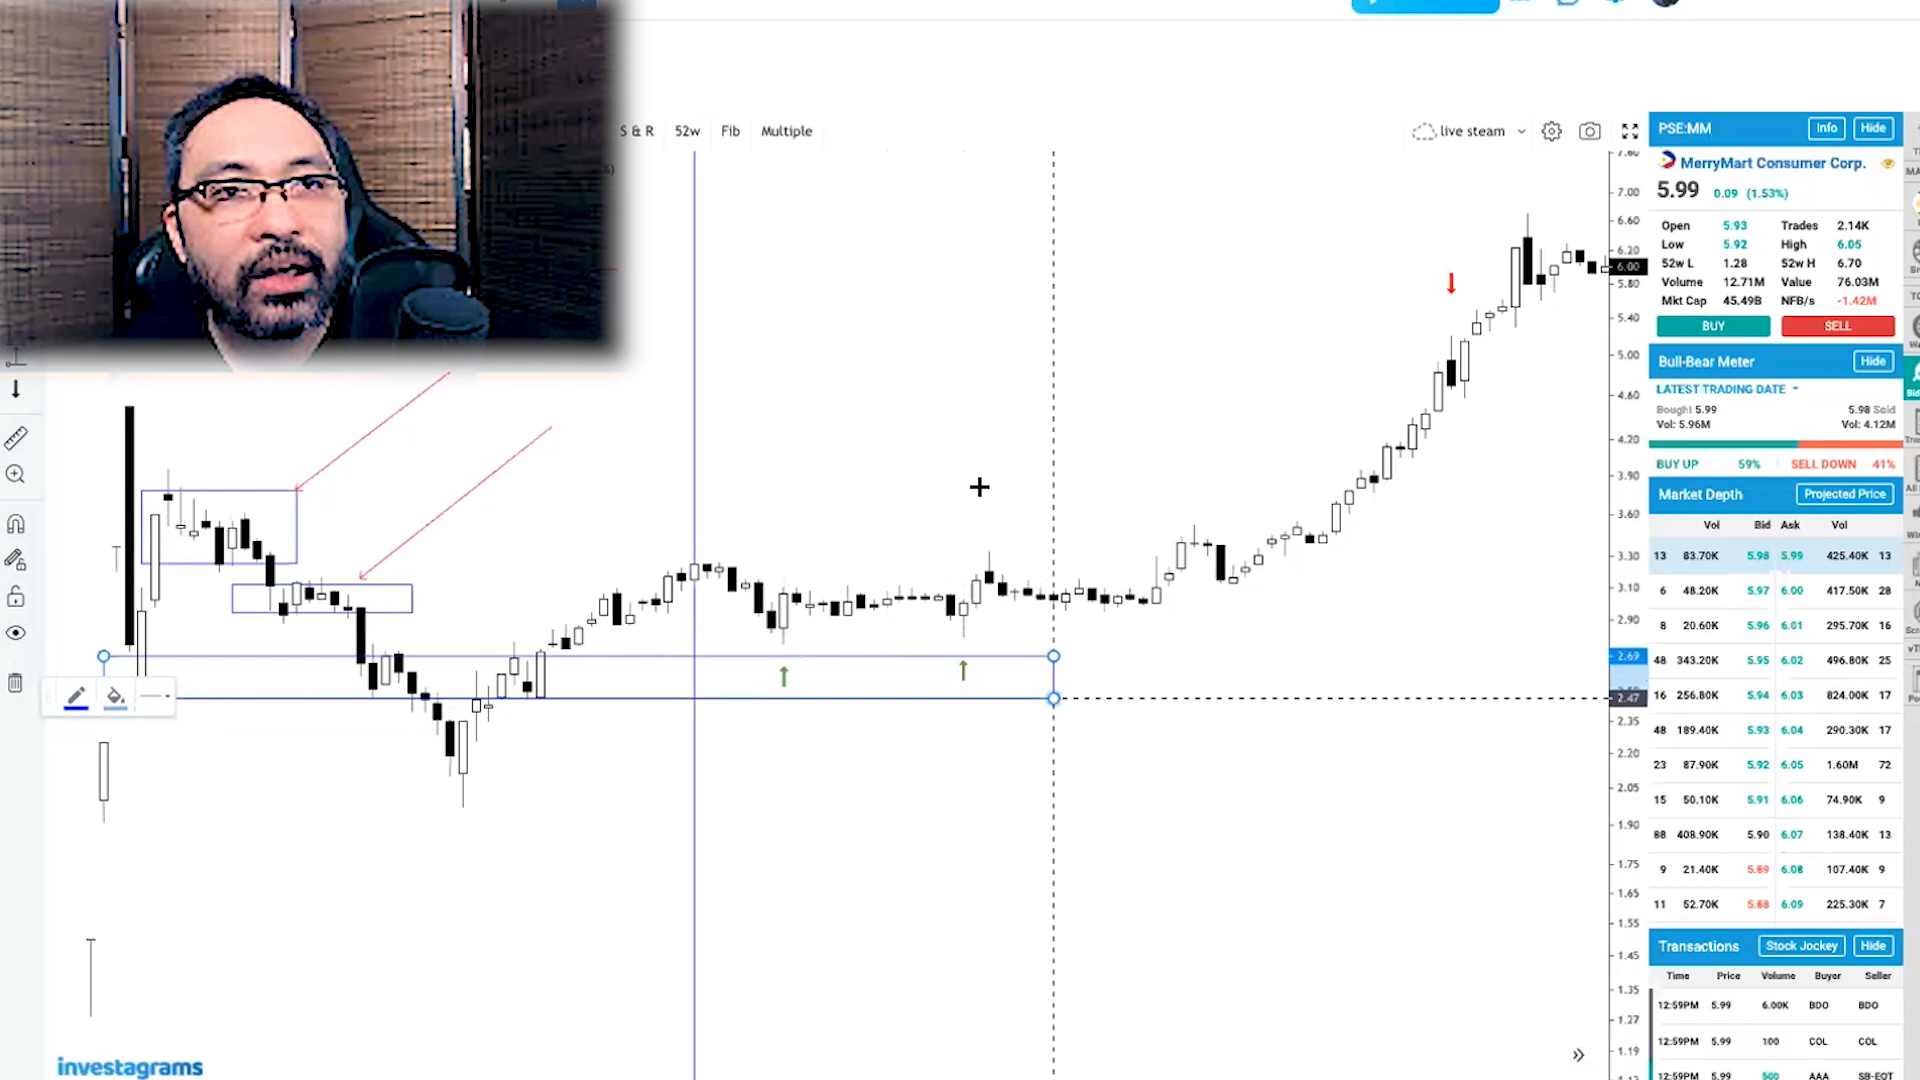 S & R 52w Fib Multiple
live steam
7.00
6.60
6.20
6.00
5.80
5.40
5.00
4.60
4.20
3.90
3.60
3.30
3.10
2.90
2.69
2.47
2.35
2.20
2.05
1.90
1.75
1.65
1.55
1.45
1.35
1.27
1.19
investagrams
PSE:MM Info Hide
MerryMart Consumer Corp.
5.99 0.09 (1.53%)
Open 5.93 Trades 2.14K
Low 5.92 High 6.05
52w L 1.28 52w H 6.70
Volume 12.71M Value 76.03M
Mkt Cap 45.49B NFB/s -1.42M
BUY SELL
Bull-Bear Meter Hide
LATEST TRADING DATE
Bought 5.99 5.98 Sold
Vol: 5.96M Vol: 4.12M
BUY UP 59% SELL DOWN 41%
Market Depth Projected Price
Vol Bid Ask Vol
13 83.70K 5.98 5.99 425.40K 13
6 48.20K 5.97 6.00 417.50K 28
8 20.60K 5.96 6.01 295.70K 16
48 343.20K 5.95 6.02 496.80K 25
16 256.80K 5.94 6.03 824.00K 17
48 189.40K 5.93 6.04 290.30K 17
23 87.90K 5.92 6.05 1.60M 72
15 50.10K 5.91 6.06 74.90K 9
88 408.90K 5.90 6.07 138.40K 13
9 21.40K 5.89 6.08 107.40K 9
11 52.70K 5.88 6.09 225.30K 7
Transactions Stock Jockey Hide
Time Price Volume Buyer Seller
12:59PM 5.99 6.00K BDO BDO
12:59PM 5.99 100 COL COL
12:59PM 5.99 500 AAA SB-EQT